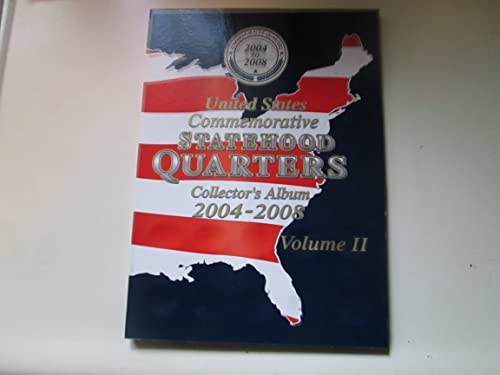 2004
to
2008
United States
Commemorative
STATEHOOD
QUARTERS
Collector's Album
2004-2008
Volume II